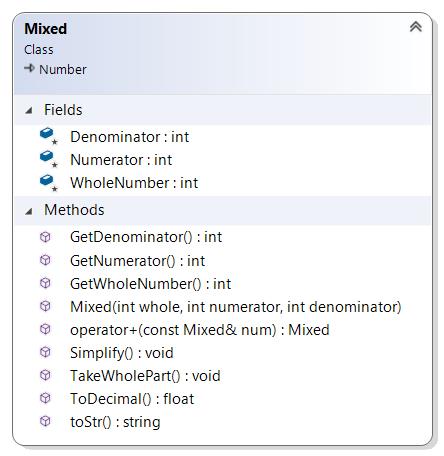 Mixed
Class
Number
Fields
Denominator : int
Numerator : int
WholeNumber : int
Methods
GetDenominator() : int
GetNumerator() : int
GetWholeNumber() : int
Mixed(int whole, int numerator, int denominator)
operator+(const Mixed& num) : Mixed
Simplify() : void
TakeWholePart() : void
ToDecimal() : float
toStr() : string